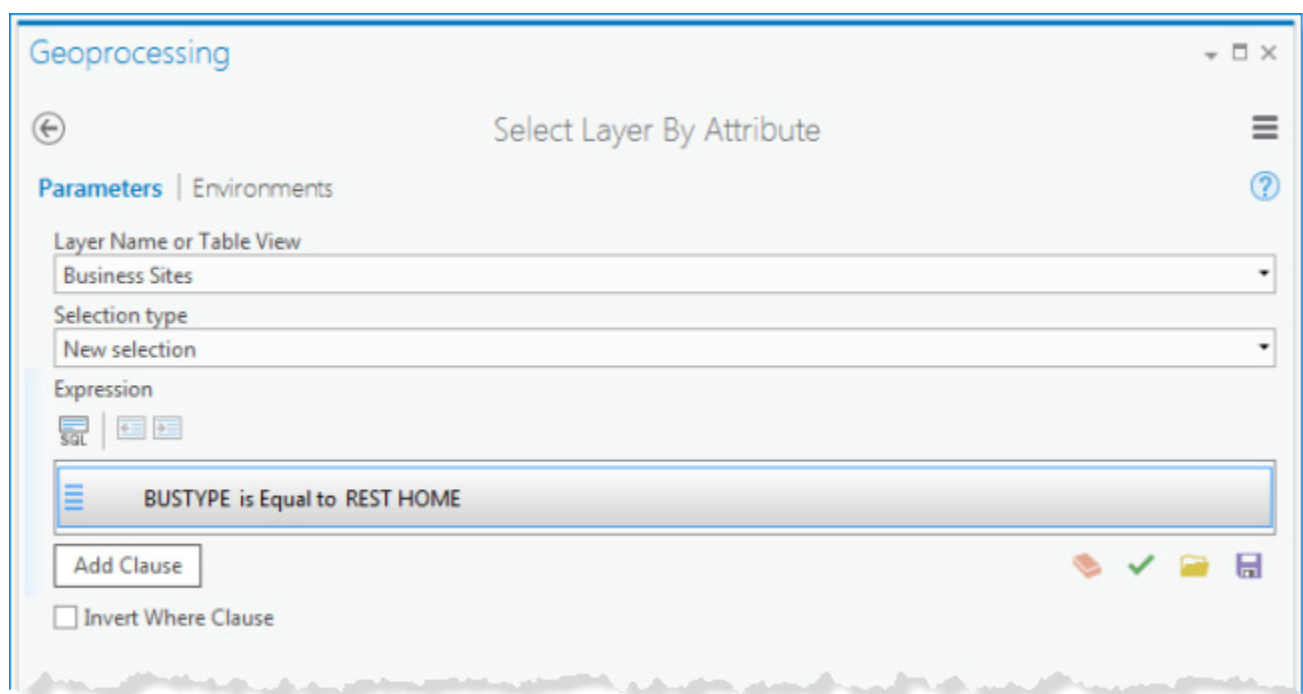 Geoprocessing
Select Layer By Attribute
Parameters | Environments
Layer Name or Table View
Business Sites
Selection type
New selection
Expression
SQL
BUSTYPE is Equal to REST HOME
Add Clause
Invert Where Clause